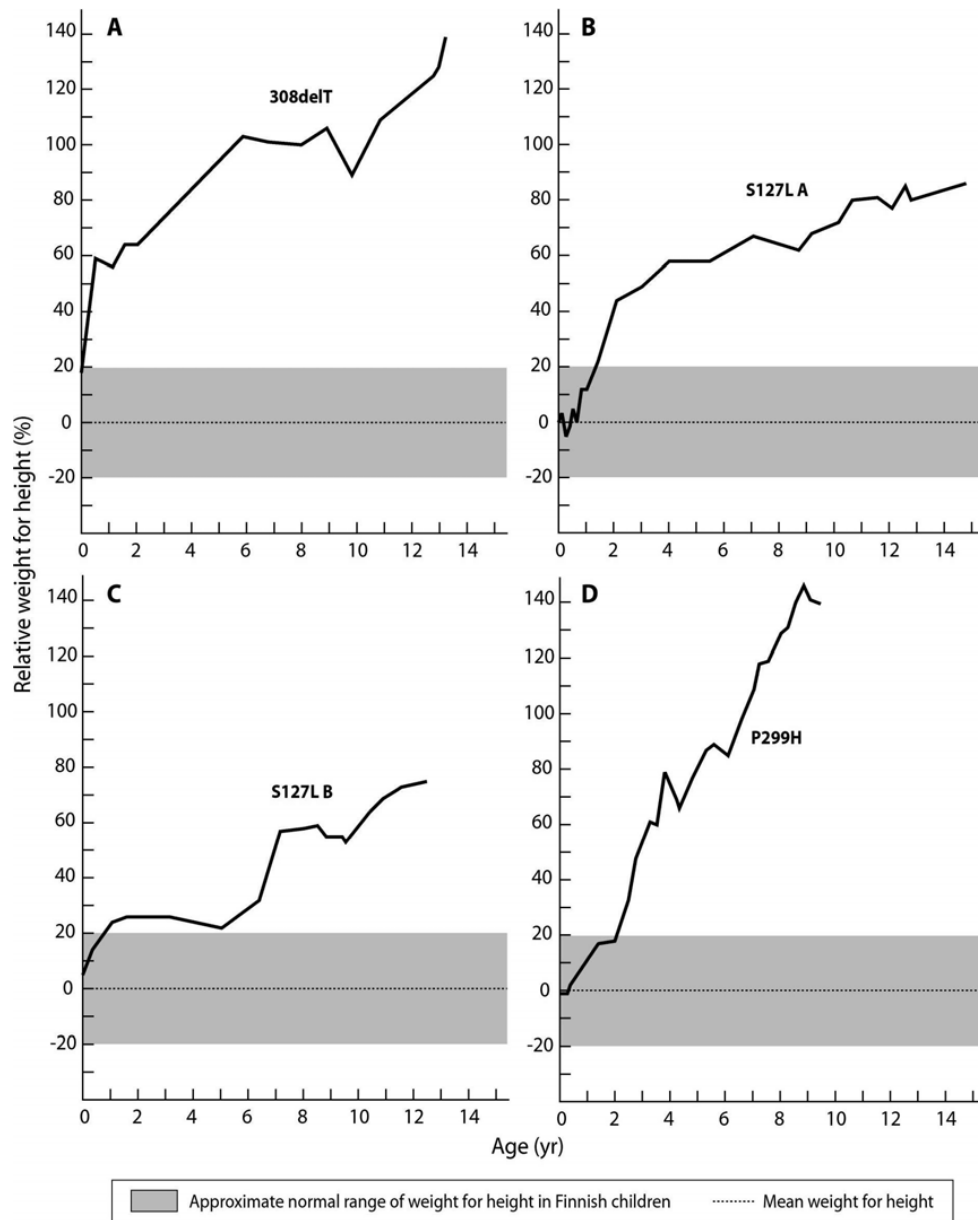 A
308delT
140
120
100
80
60
40
20
0
-20
0 2 4 6 8 10 12 14
B
S127L A
140
120
100
80
60
40
20
0
-20
0 2 4 6 8 10 12 14
C
S127L B
140
120
100
80
60
40
20
0
-20
0 2 4 6 8 10 12 14
D
P299H
140
120
100
80
60
40
20
0
-20
0 2 4 6 8 10 12 14
Relative weight for height (%)
Age (yr)
Approximate normal range of weight for height in Finnish children
Mean weight for height